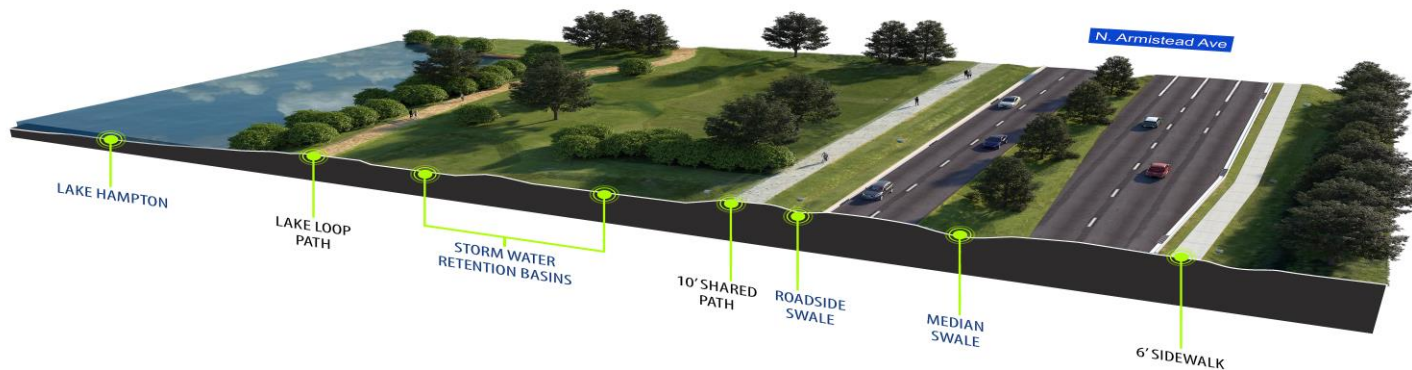 N. Armistead Ave
LAKE HAMPTON
LAKE LOOP
PATH
STORM WATER
RETENTION BASINS
10’ SHARED
PATH
ROADSIDE
SWALE
MEDIAN
SWALE
6’ SIDEWALK